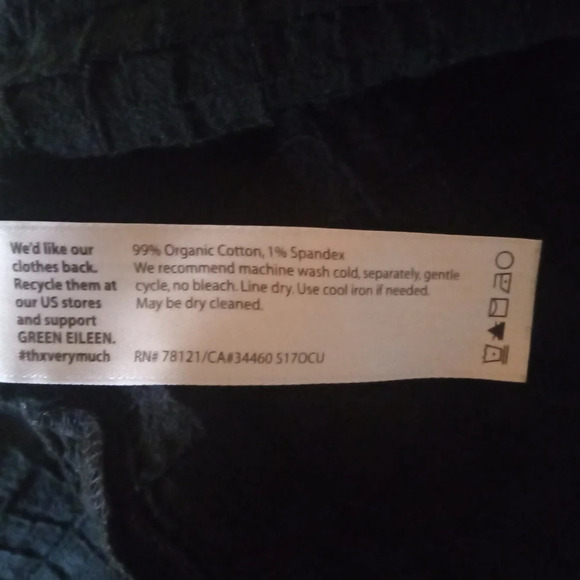 We'd like our
clothes back.
Recycle them at
our US stores
and support
GREEN EILEEN.
#thxverymuch
99% Organic Cotton, 1% Spandex
We recommend machine wash cold, separately, gentle
cycle, no bleach. Line dry. Use cool iron if needed.
May be dry cleaned.
RN# 78121/CA#34460 S17OCU